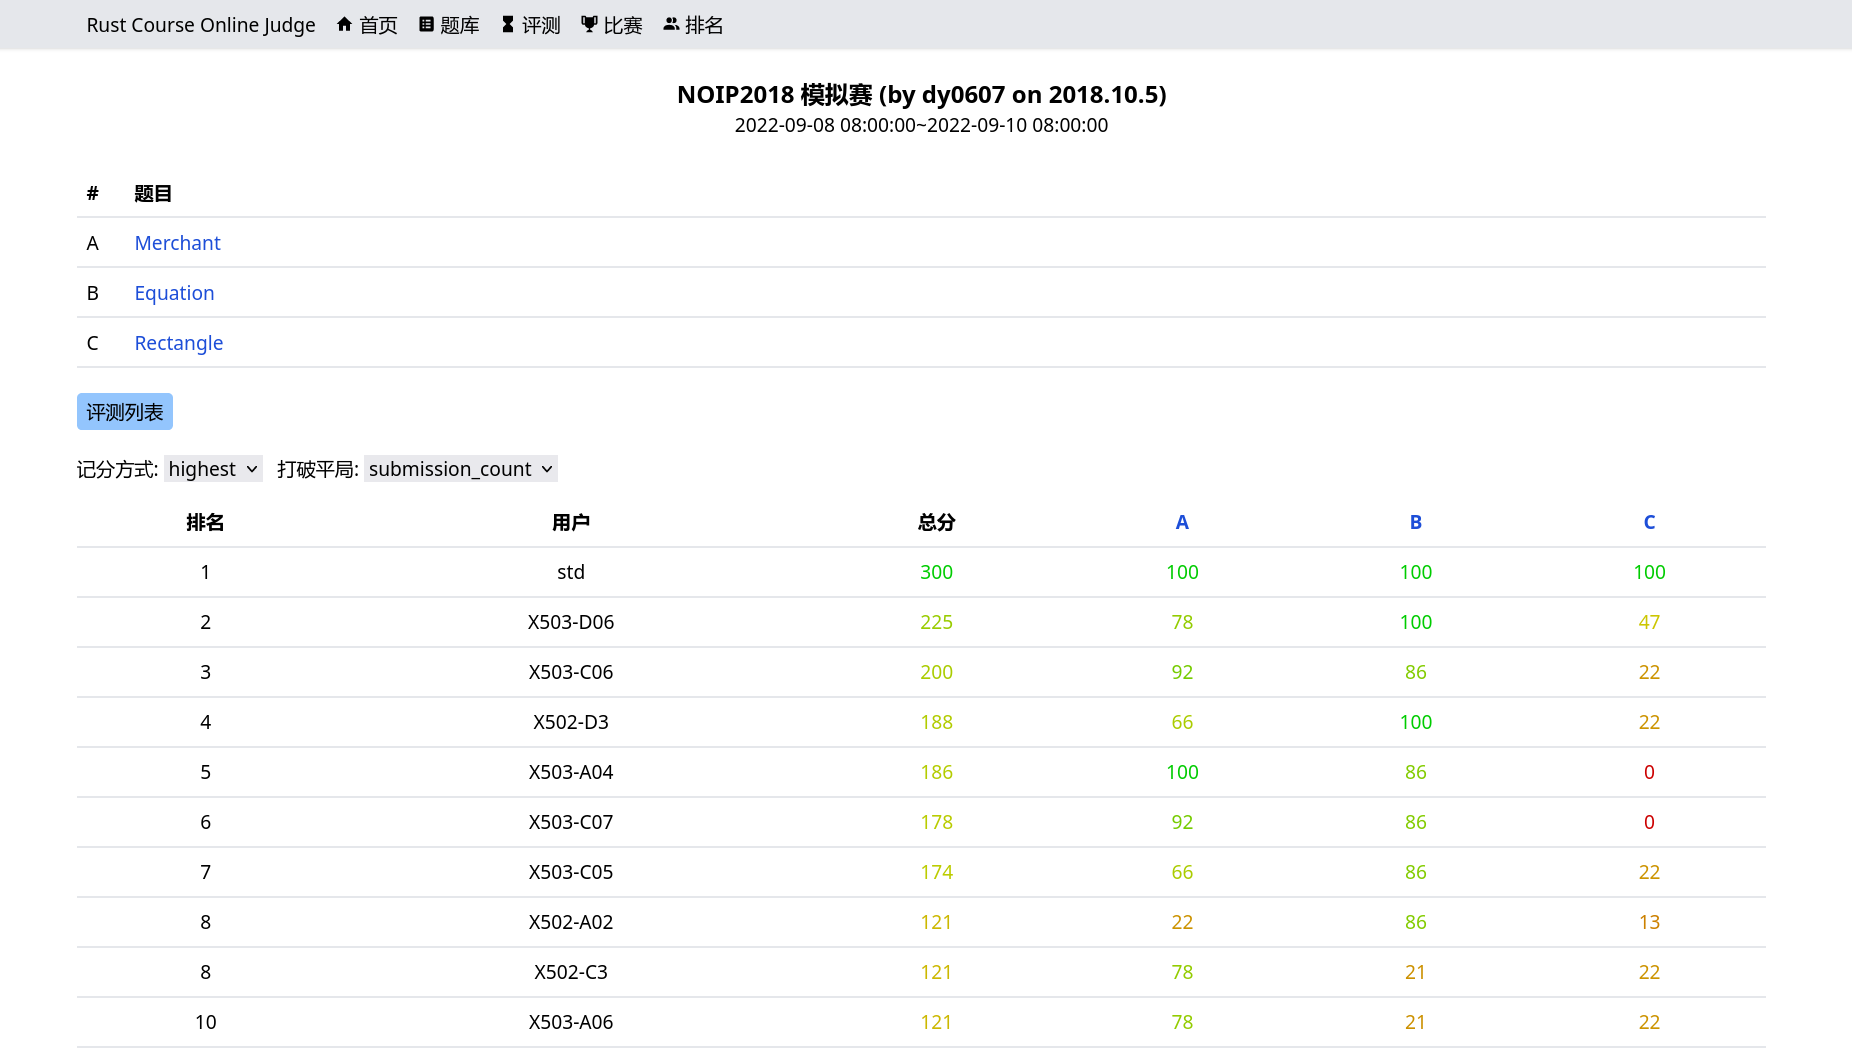 Rust Course Online Judge 首页 题库 评测 比赛 排名
NOIP2018 模拟赛 (by dy0607 on 2018.10.5)
2022-09-08 08:00:00~2022-09-10 08:00:00
# 题目
A Merchant
B Equation
C Rectangle
评测列表
记分方式: highest 打破平局: submission_count
排名 用户 总分 A B C
1 std 300 100 100 100
2 X503-D06 225 78 100 47
3 X503-C06 200 92 86 22
4 X502-D3 188 66 100 22
5 X503-A04 186 100 86 0
6 X503-C07 178 92 86 0
7 X503-C05 174 66 86 22
8 X502-A02 121 22 86 13
8 X502-C3 121 78 21 22
10 X503-A06 121 78 21 22